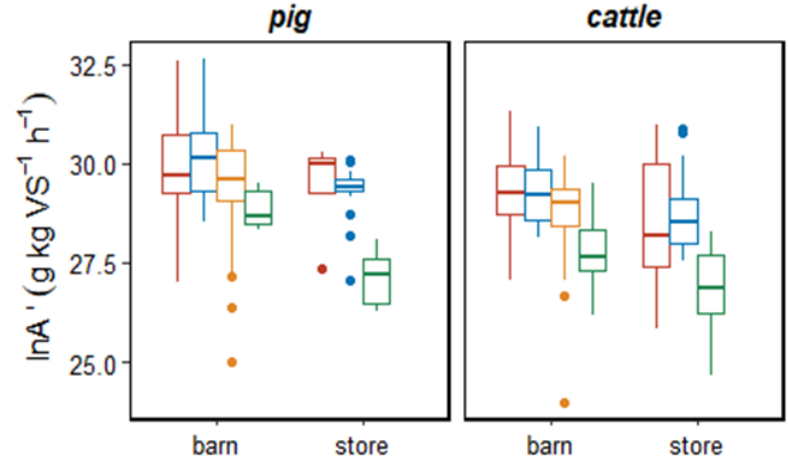 pig cattle
lnA ' ( g kg VS⁻¹ h⁻¹ )
32.5
30.0
27.5
25.0
barn store barn store